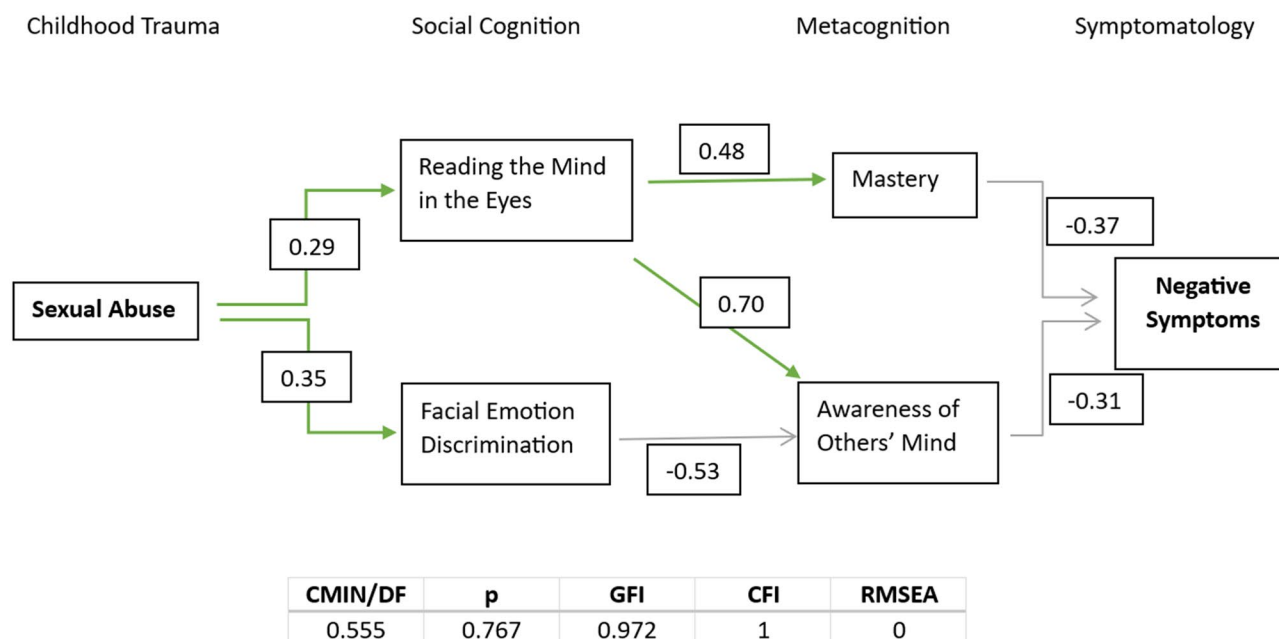 Childhood Trauma
Social Cognition
Metacognition
Symptomatology
Reading the Mind
in the Eyes
0.48
Mastery
-0.37
0.29
Sexual Abuse
0.70
Negative
Symptoms
0.35
Facial Emotion
Discrimination
-0.53
Awareness of
Others’ Mind
-0.31
CMIN/DF p GFI CFI RMSEA
0.555 0.767 0.972 1 0